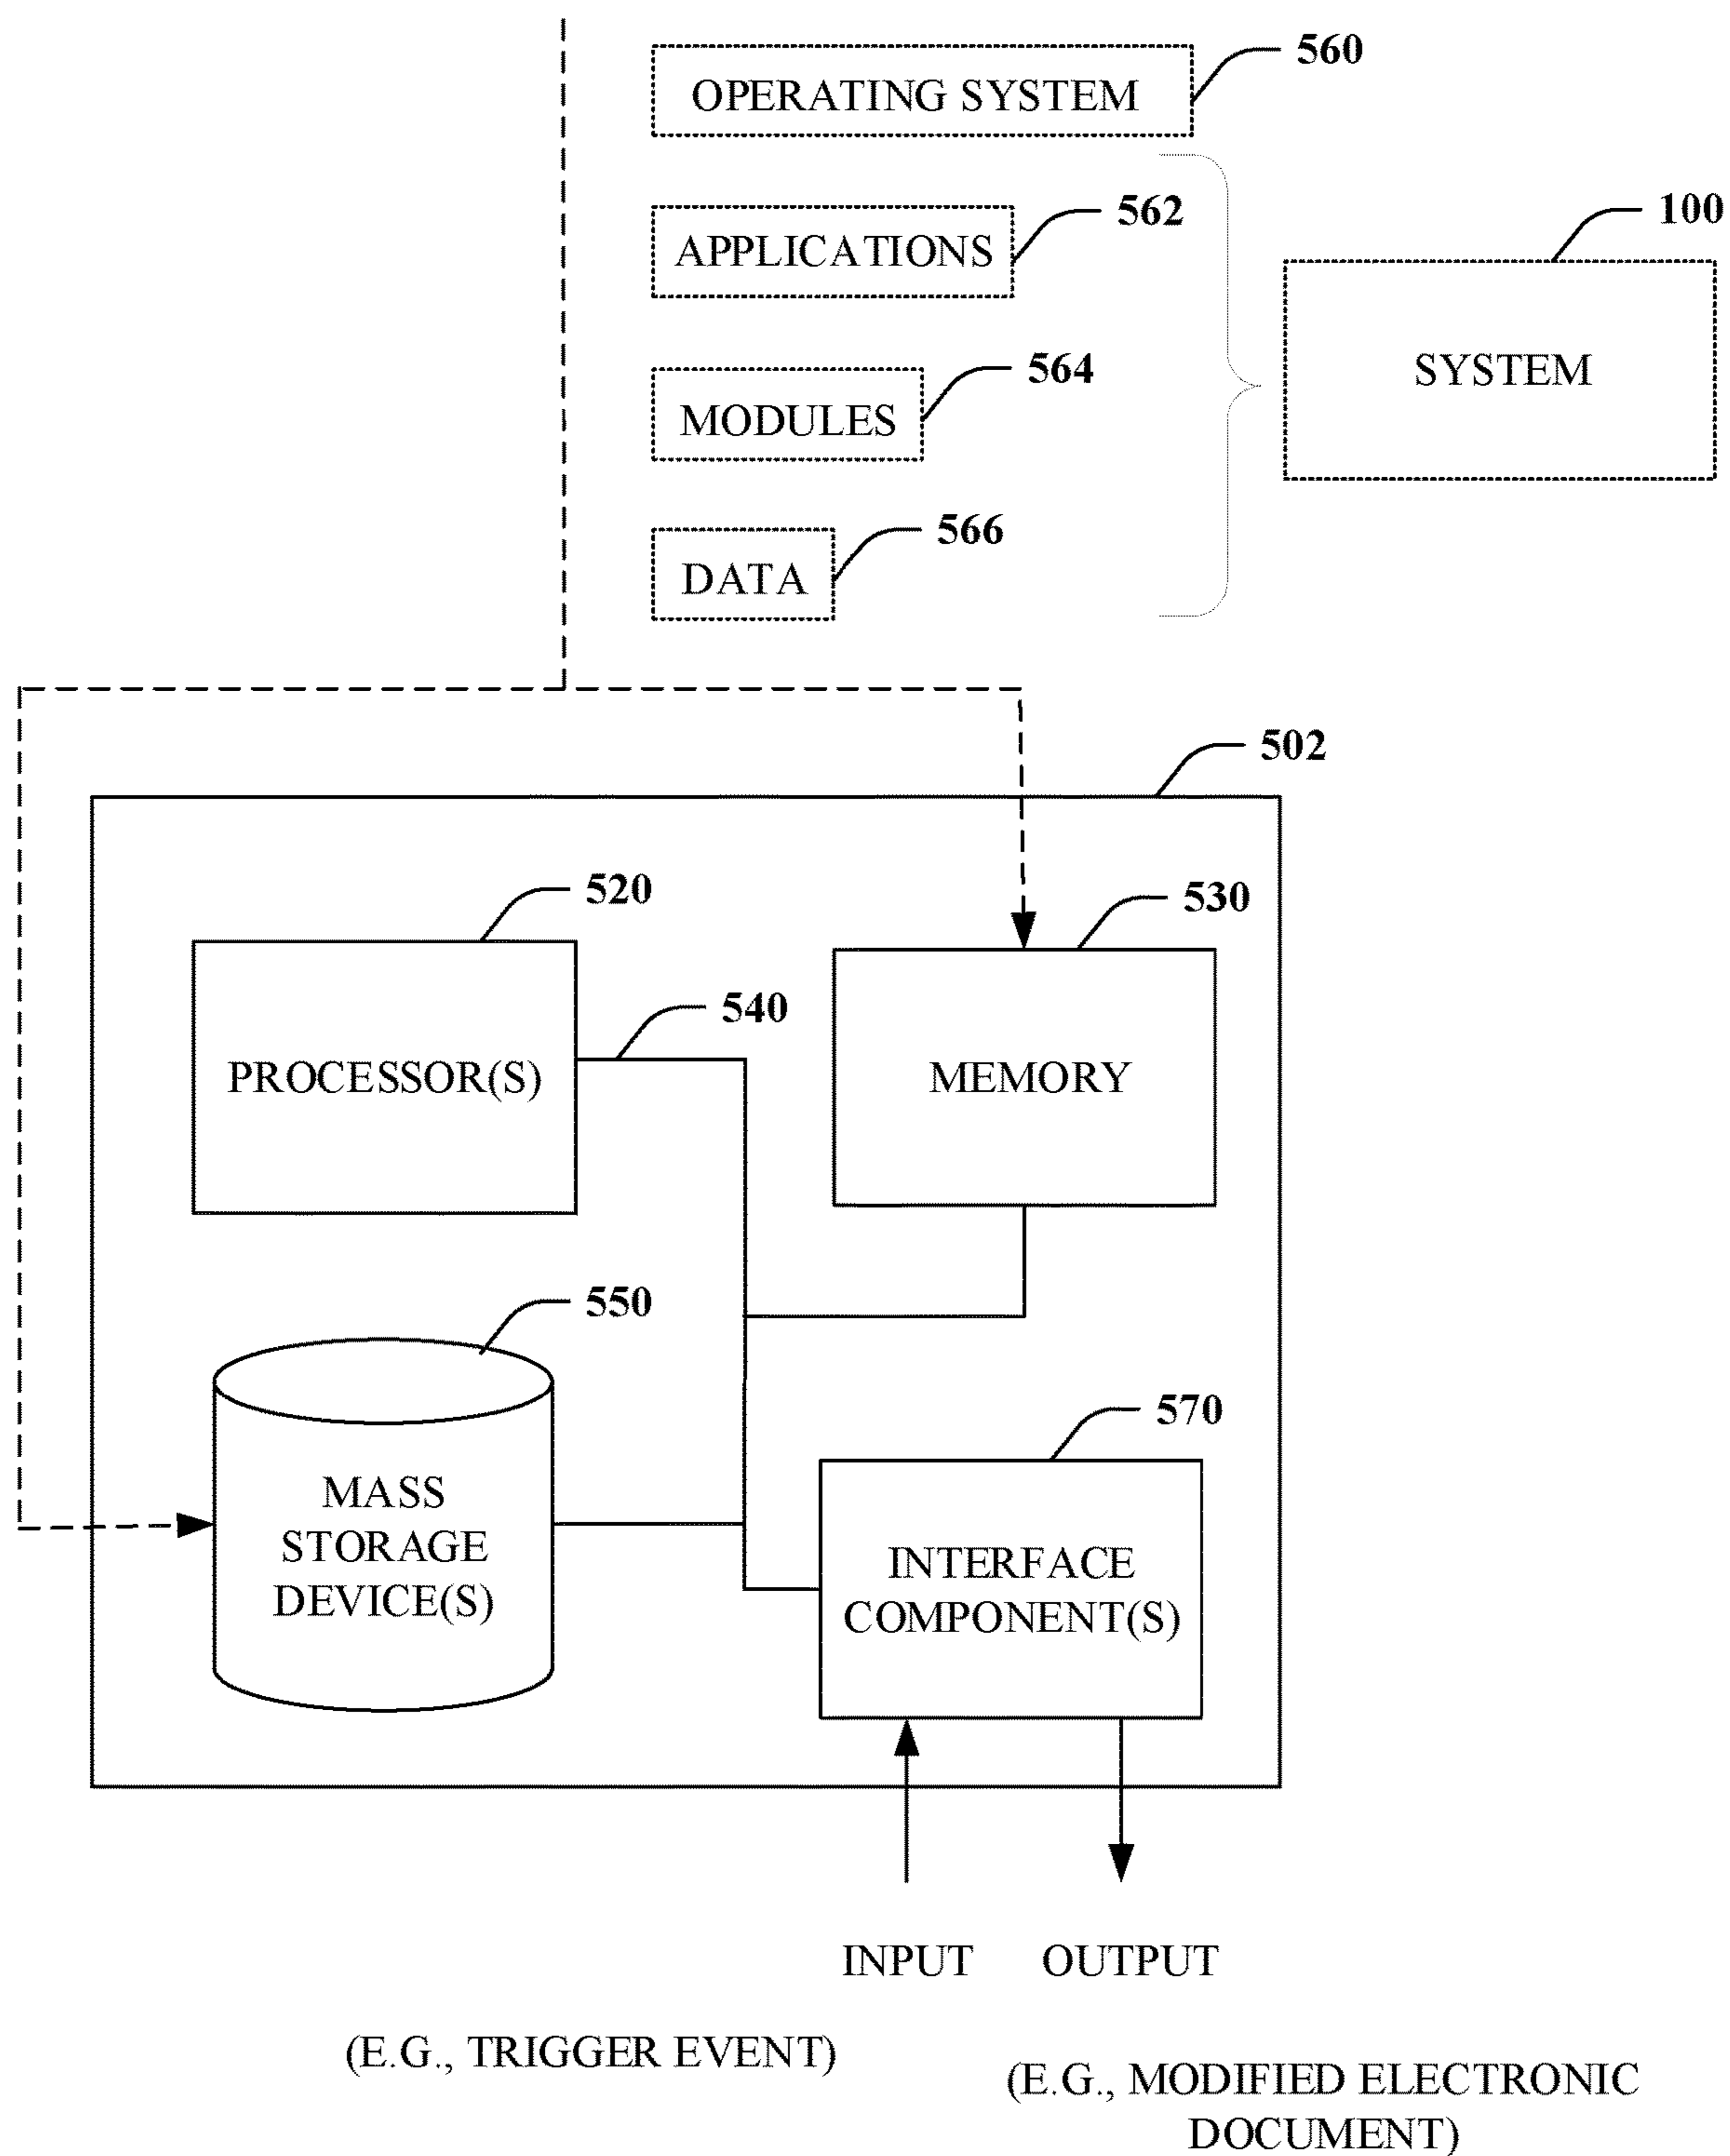 560
OPERATING SYSTEM
562
APPLICATIONS
100
SYSTEM
564
MODULES
566
DATA
502
520
PROCESSOR(S)
530
MEMORY
540
550
MASS
STORAGE
DEVICE(S)
570
INTERFACE
COMPONENT(S)
INPUT
OUTPUT
(E.G., TRIGGER EVENT)
(E.G., MODIFIED ELECTRONIC
DOCUMENT)